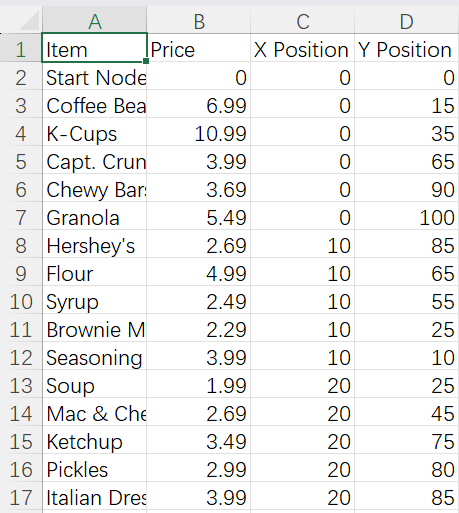 A B C D
1 Item Price X Position Y Position
2 Start Node 0 0 0
3 Coffee Bea 6.99 0 15
4 K-Cups 10.99 0 35
5 Capt. Crun 3.99 0 65
6 Chewy Bars 3.69 0 90
7 Granola 5.49 0 100
8 Hershey's 2.69 10 85
9 Flour 4.99 10 65
10 Syrup 2.49 10 55
11 Brownie M 2.29 10 25
12 Seasoning 3.99 10 10
13 Soup 1.99 20 25
14 Mac & Che 2.69 20 45
15 Ketchup 3.49 20 75
16 Pickles 2.99 20 80
17 Italian Dres 3.99 20 85